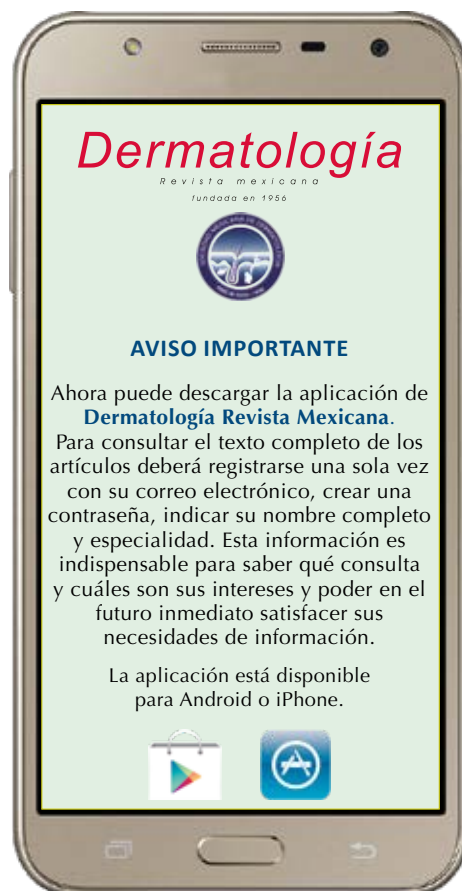 Dermatología
Revista mexicana
fundada en 1956
AVISO IMPORTANTE
Ahora puede descargar la aplicación de
Dermatología Revista Mexicana.
Para consultar el texto completo de los
artículos deberá registrarse una sola vez
con su correo electrónico, crear una
contraseña, indicar su nombre completo
y especialidad. Esta información es
indispensable para saber qué consulta
y cuáles son sus intereses y poder en el
futuro inmediato satisfacer sus
necesidades de información.
La aplicación está disponible
para Android o iPhone.